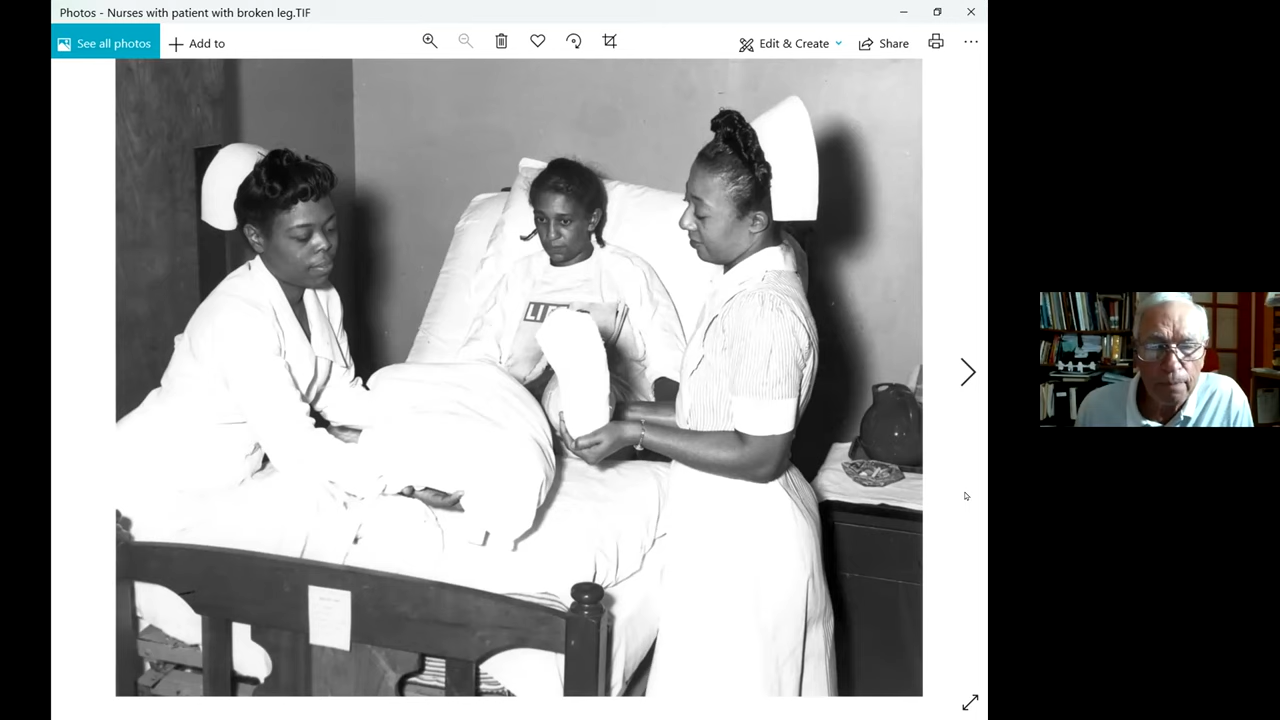 Photos - Nurses with patient with broken leg.TIF
See all photos
Add to
Edit & Create
Share